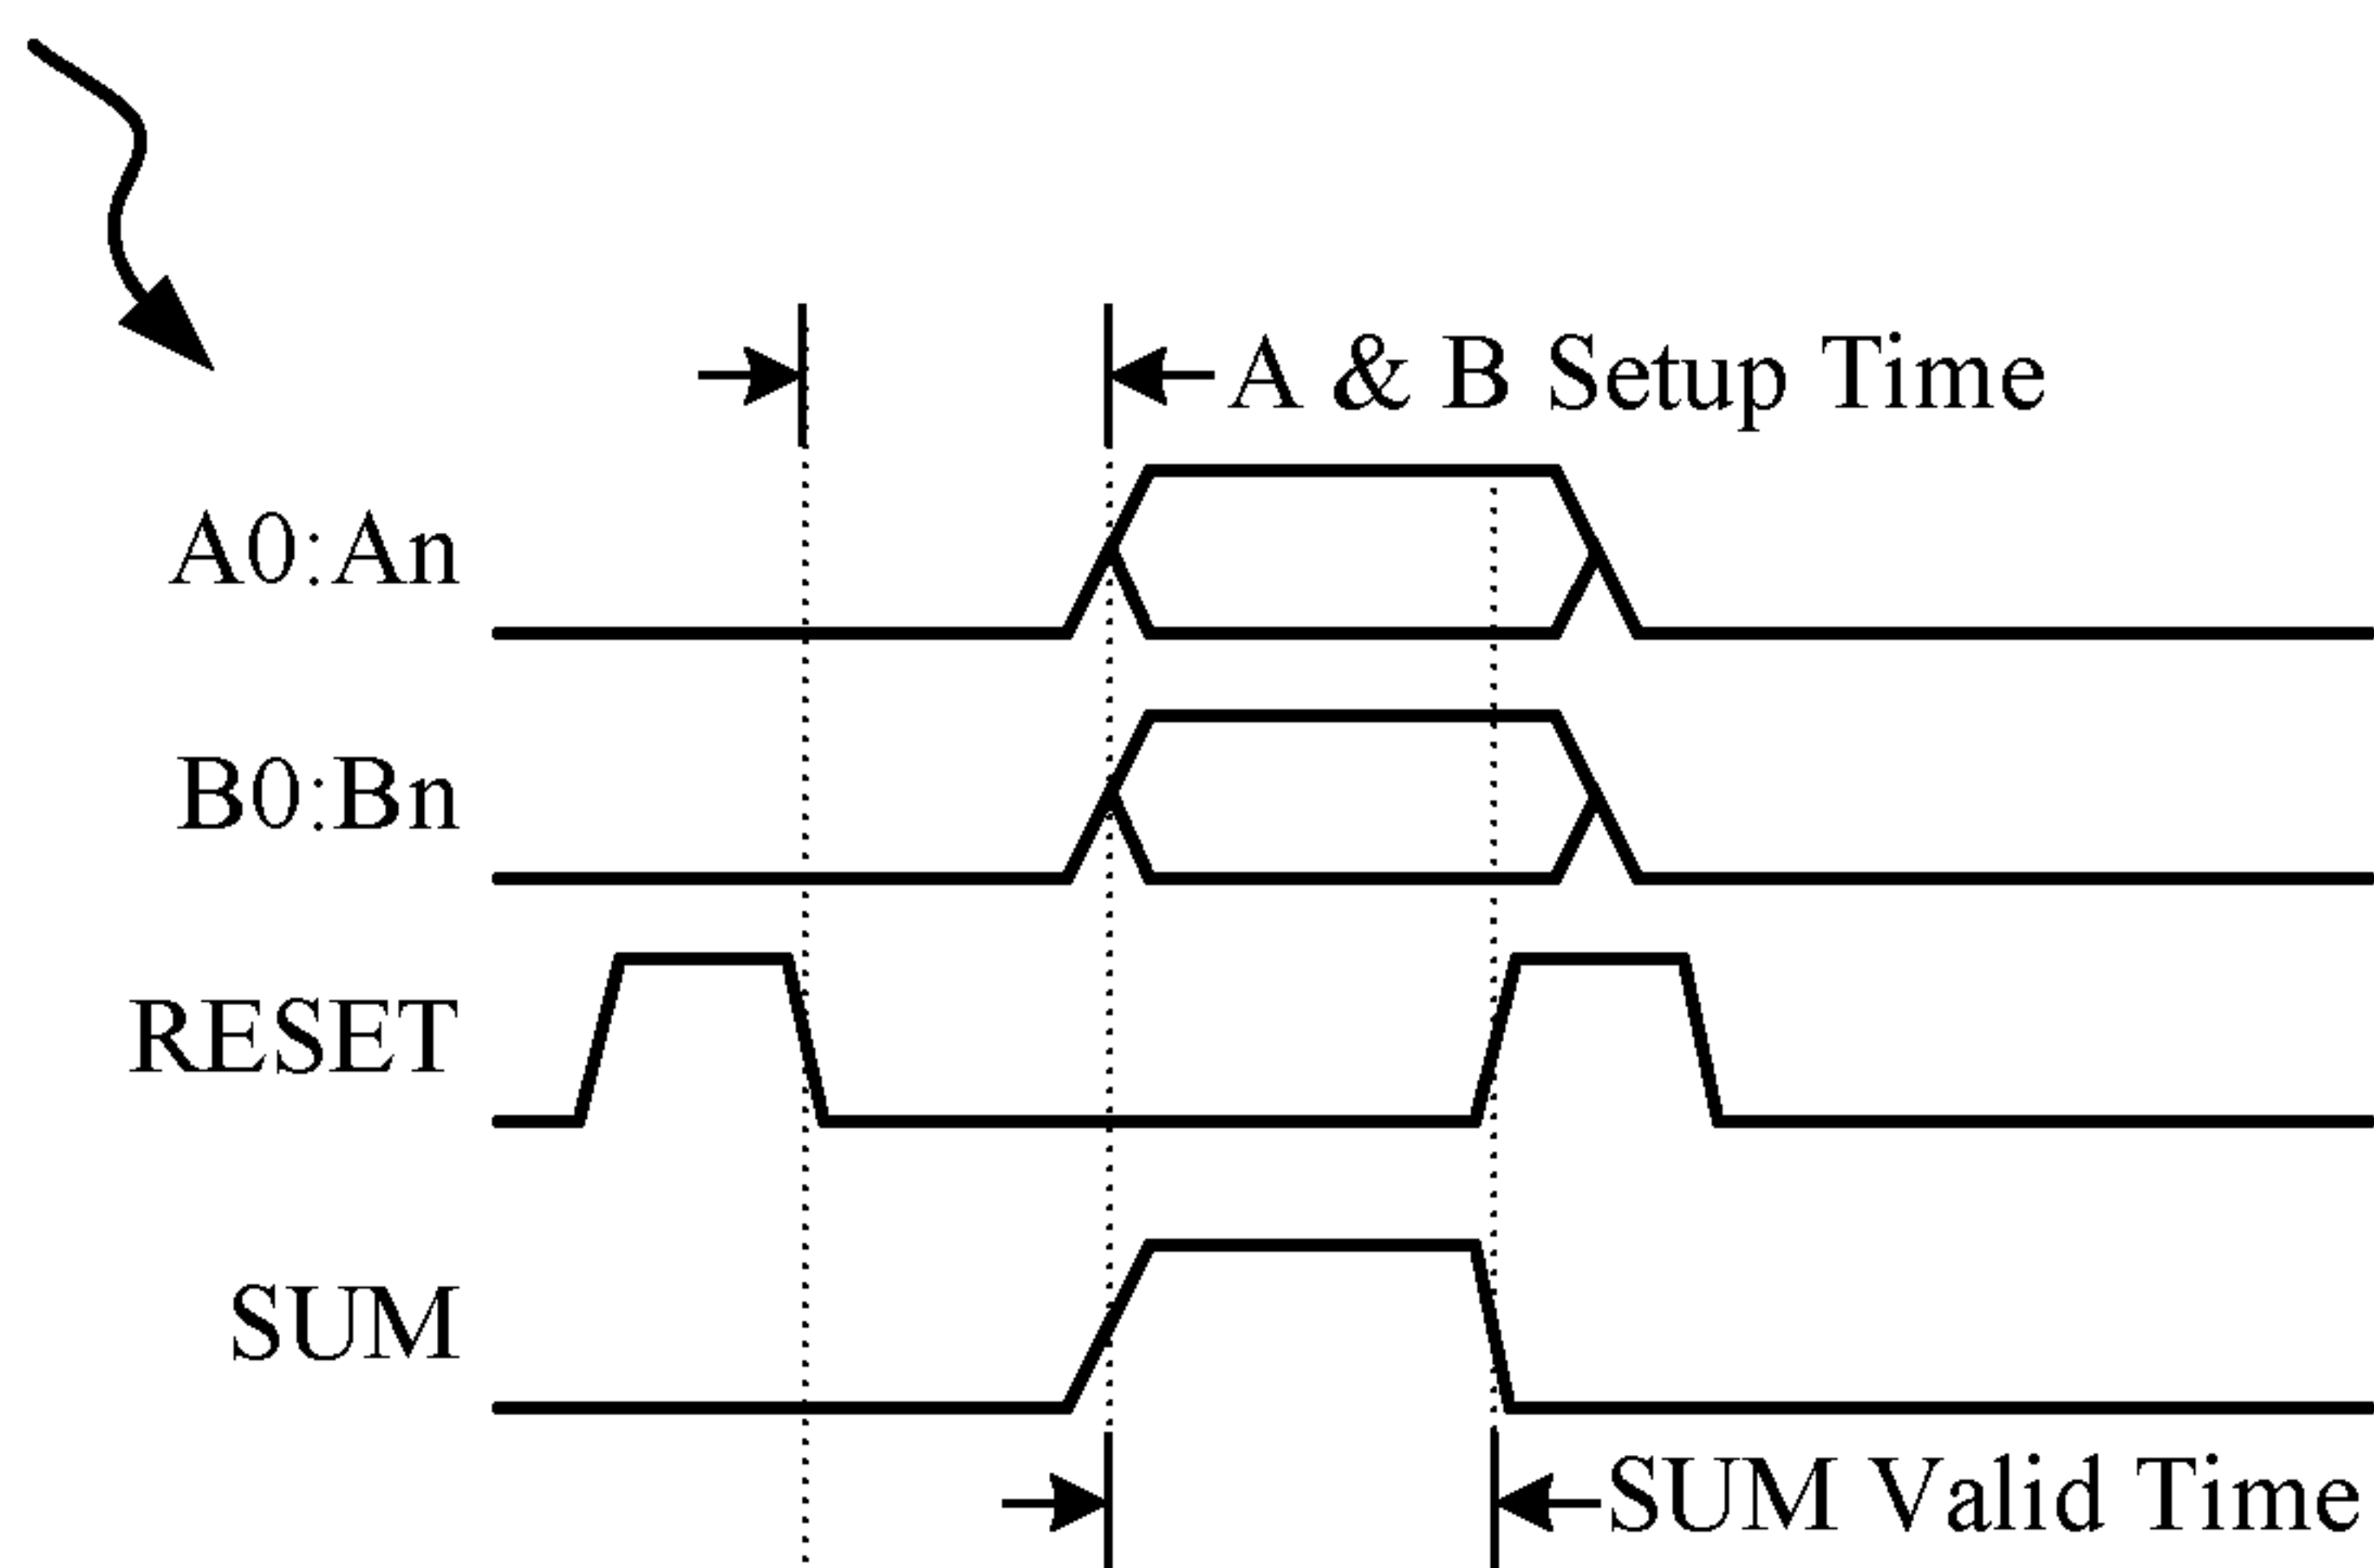 A & B Setup Time
A0:An
B0:Bn
RESET
SUM
SUM Valid Time